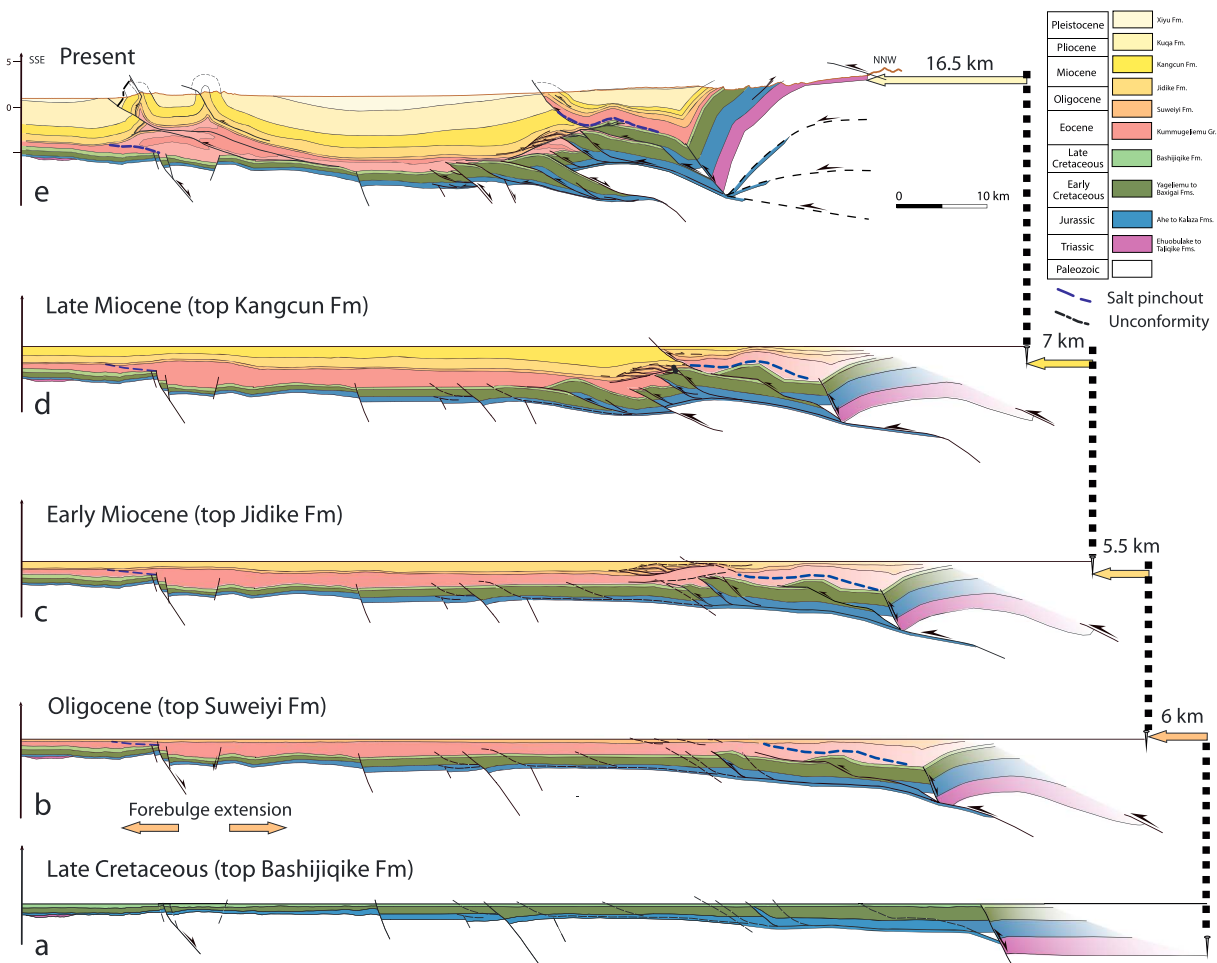 Present
SSE
5
0
e
NNW
16.5 km
0
10 km
Pleistocene
Xiyu Fm.
Pliocene
Kuqa Fm.
Miocene
Kangcun Fm.
Jidike Fm.
Oligocene
Suweiyi Fm.
Eocene
Kummugeliemu Gr.
Late
Cretaceous
Bashijiqike Fm.
Early
Cretaceous
Yageliemu to
Baxigai Fms.
Jurassic
Ahe to Kalaza Fms.
Triassic
Ehuobulake to
Taliqike Fms.
Paleozoic
Salt pinchout
Unconformity
Late Miocene (top Kangcun Fm)
7 km
d
Early Miocene (top Jidike Fm)
5.5 km
c
Oligocene (top Suweiyi Fm)
6 km
b
Forebulge extension
Late Cretaceous (top Bashijiqike Fm)
a